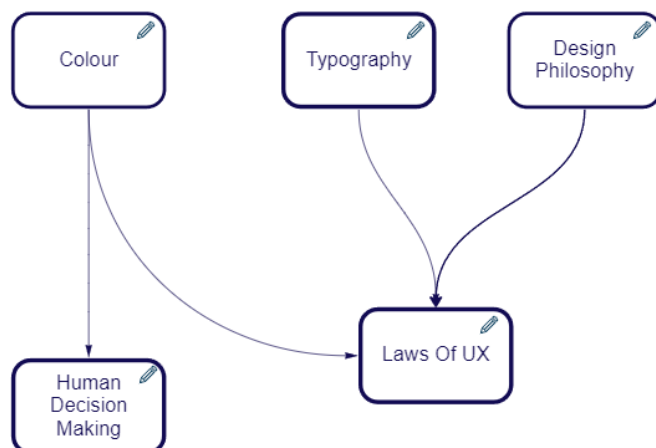 Colour
Typography
Design
Philosophy
Laws Of UX
Human
Decision
Making